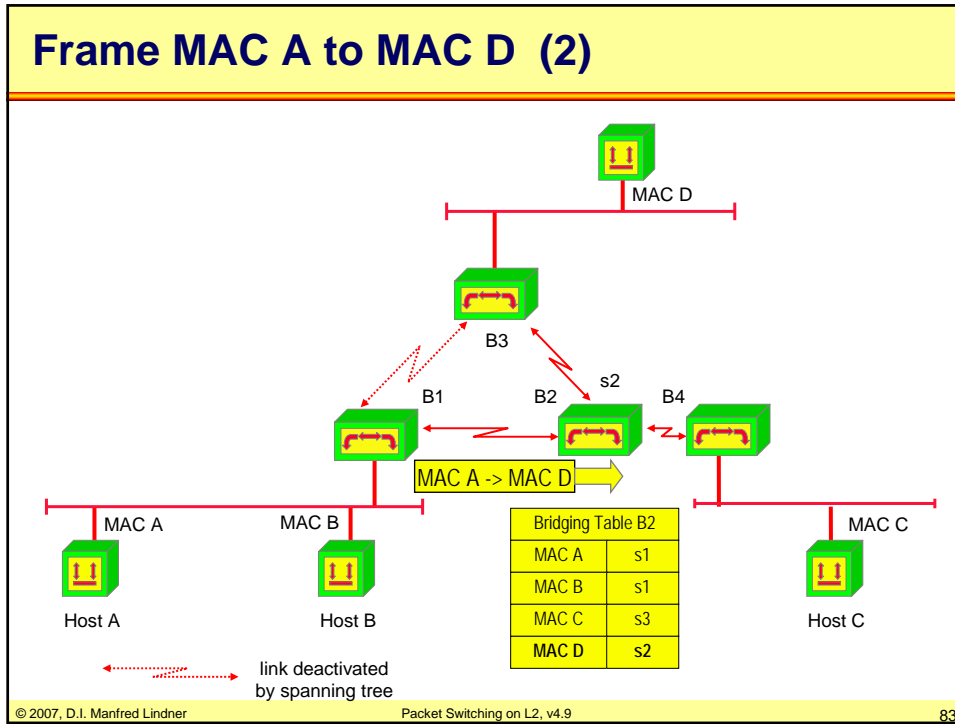 Frame MAC A to MAC D (2)
MAC D
B3
s2
B1
B2
B4
MAC A -> MAC D
MAC A
MAC B
MAC C
Bridging Table B2
MAC A s1
MAC B s1
MAC C s3
MAC D s2
Host A
Host B
Host C
link deactivated
by spanning tree
© 2007, D.I. Manfred Lindner
Packet Switching on L2, v4.9
83